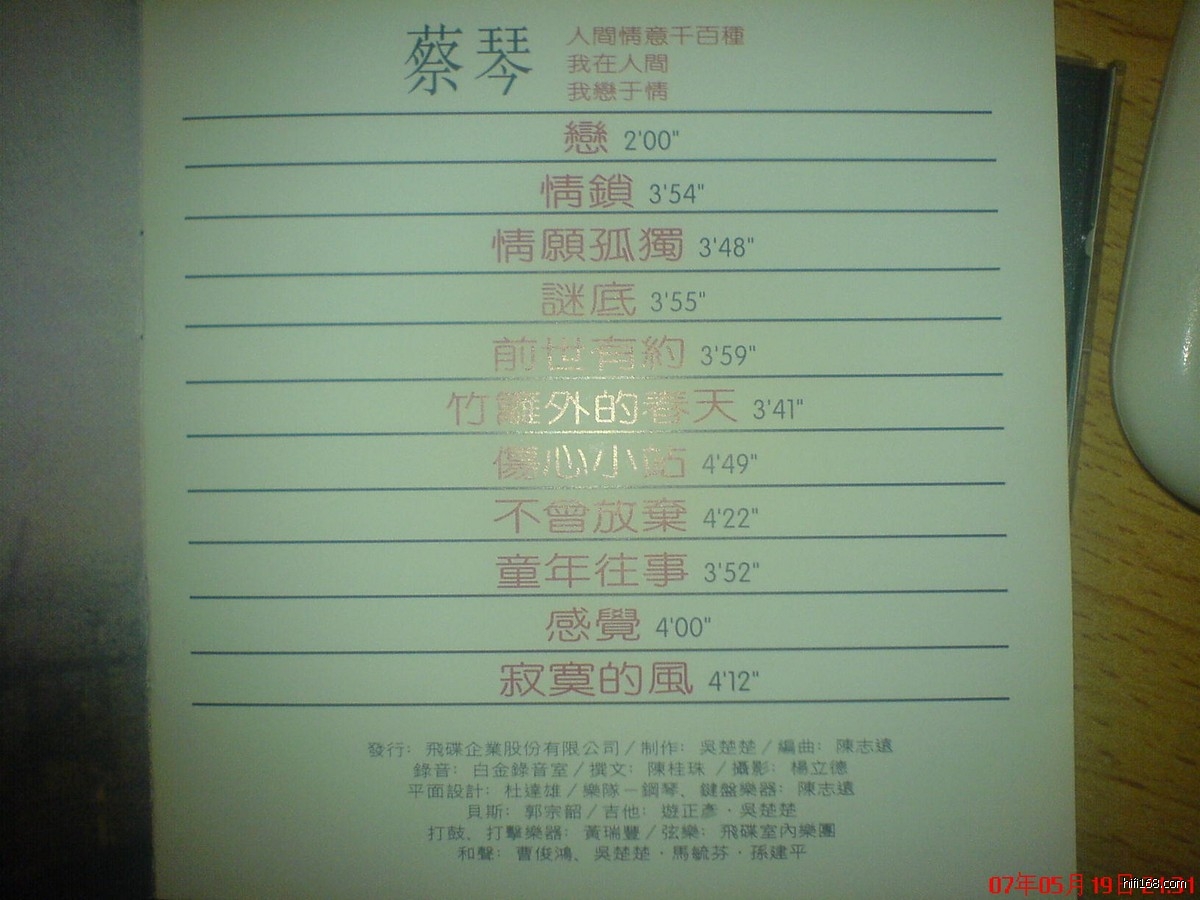 蔡琴
人間情意千百種
我在人間
我戀于情
戀 2'00"
情鎖 3'54"
情願孤獨 3'48"
謎底 3'55"
前世有約 3'59"
竹籬外的春天 3'41"
傷心小站 4'49"
不曾放棄 4'22"
童年往事 3'52"
感覺 4'00"
寂寞的風 4'12"
發行：飛碟企業股份有限公司／制作：吳楚楚／編曲：陳志遠
錄音：白金錄音室／撰文：陳桂珠／攝影：楊立德
平面設計：杜達雄／樂隊－鋼琴、鍵盤樂器：陳志遠
貝斯：郭宗韶／吉他：遊正彥·吳楚楚
打鼓、打擊樂器：黃瑞豐／弦樂：飛碟室內樂團
和聲：曹俊鴻、吳楚楚·馬毓芬·孫建平
07年05月19日
hifi168.com